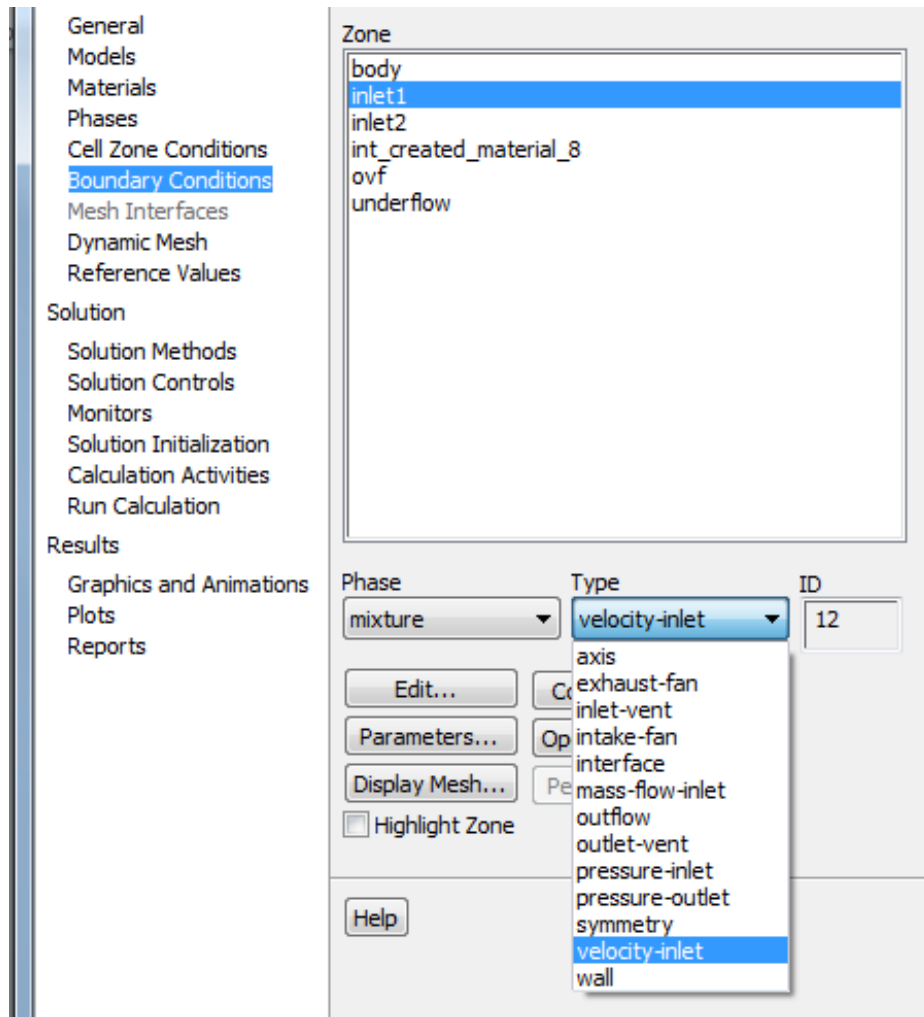 General
Models
Materials
Phases
Cell Zone Conditions
Boundary Conditions
Mesh Interfaces
Dynamic Mesh
Reference Values
Solution
Solution Methods
Solution Controls
Monitors
Solution Initialization
Calculation Activities
Run Calculation
Results
Graphics and Animations
Plots
Reports
Zone
body
inlet1
inlet2
int_created_material_8
ovf
underflow
Phase
mixture
Type
velocity-inlet
ID
12
axis
exhaust-fan
inlet-vent
intake-fan
interface
mass-flow-inlet
outflow
outlet-vent
pressure-inlet
pressure-outlet
symmetry
velocity-inlet
wall
Edit...
Parameters...
Op
Display Mesh...
Pe
Highlight Zone
Help